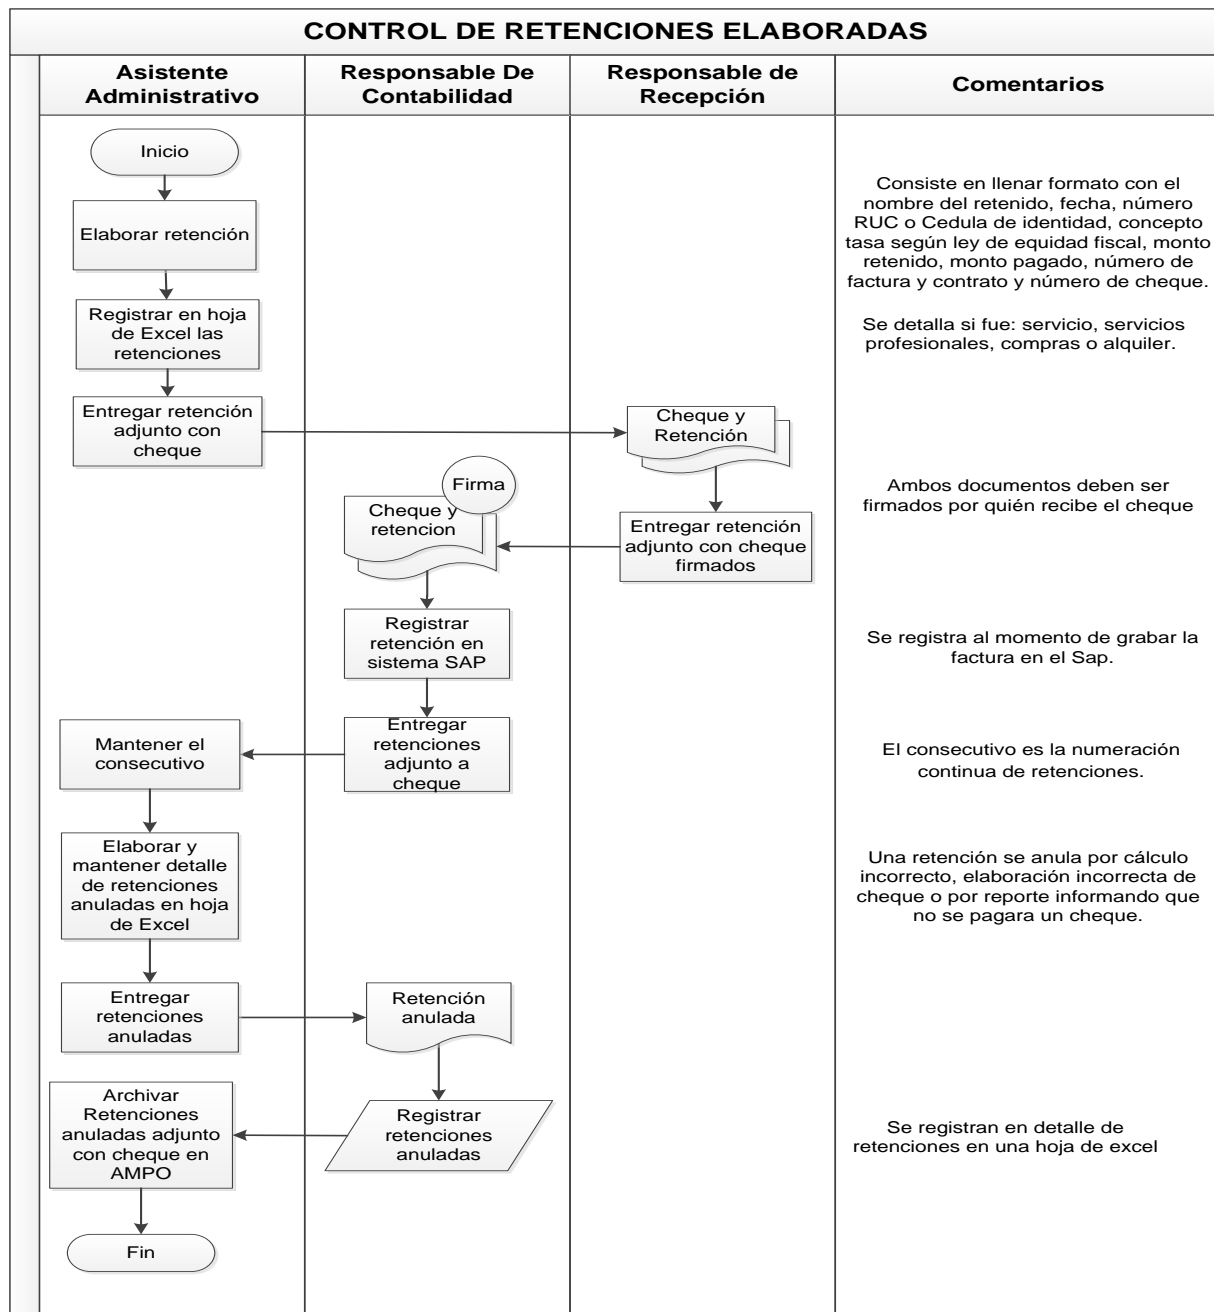 CONTROL DE RETENCIONES ELABORADAS
Asistente
Administrativo
Responsable De
Contabilidad
Responsable de
Recepción
Comentarios
Inicio
Consiste en llenar formato con el
nombre del retenido, fecha, número
RUC o Cedula de identidad, concepto
tasa según ley de equidad fiscal, monto
retenido, monto pagado, número de
factura y contrato y número de cheque.
Elaborar retención
Registrar en hoja
de Excel las
retenciones
Se detalla si fue: servicio, servicios
profesionales, compras o alquiler.
Entregar retención
adjunto con
cheque
Cheque y
Retención
Firma
Cheque y
retencion
Entregar retención
adjunto con cheque
firmados
Ambos documentos deben ser
firmados por quién recibe el cheque
Registrar
retención en
sistema SAP
Se registra al momento de grabar la
factura en el Sap.
Mantener el
consecutivo
Entregar
retenciones
adjunto a
cheque
El consecutivo es la numeración
continua de retenciones.
Elaborar y
mantener detalle
de retenciones
anuladas en hoja
de Excel
Una retención se anula por cálculo
incorrecto, elaboración incorrecta de
cheque o por reporte informando que
no se pagara un cheque.
Entregar
retenciones
anuladas
Retención
anulada
Archivar
Retenciones
anuladas adjunto
con cheque en
AMPO
Registrar
retenciones
anuladas
Se registran en detalle de
retenciones en una hoja de excel
Fin